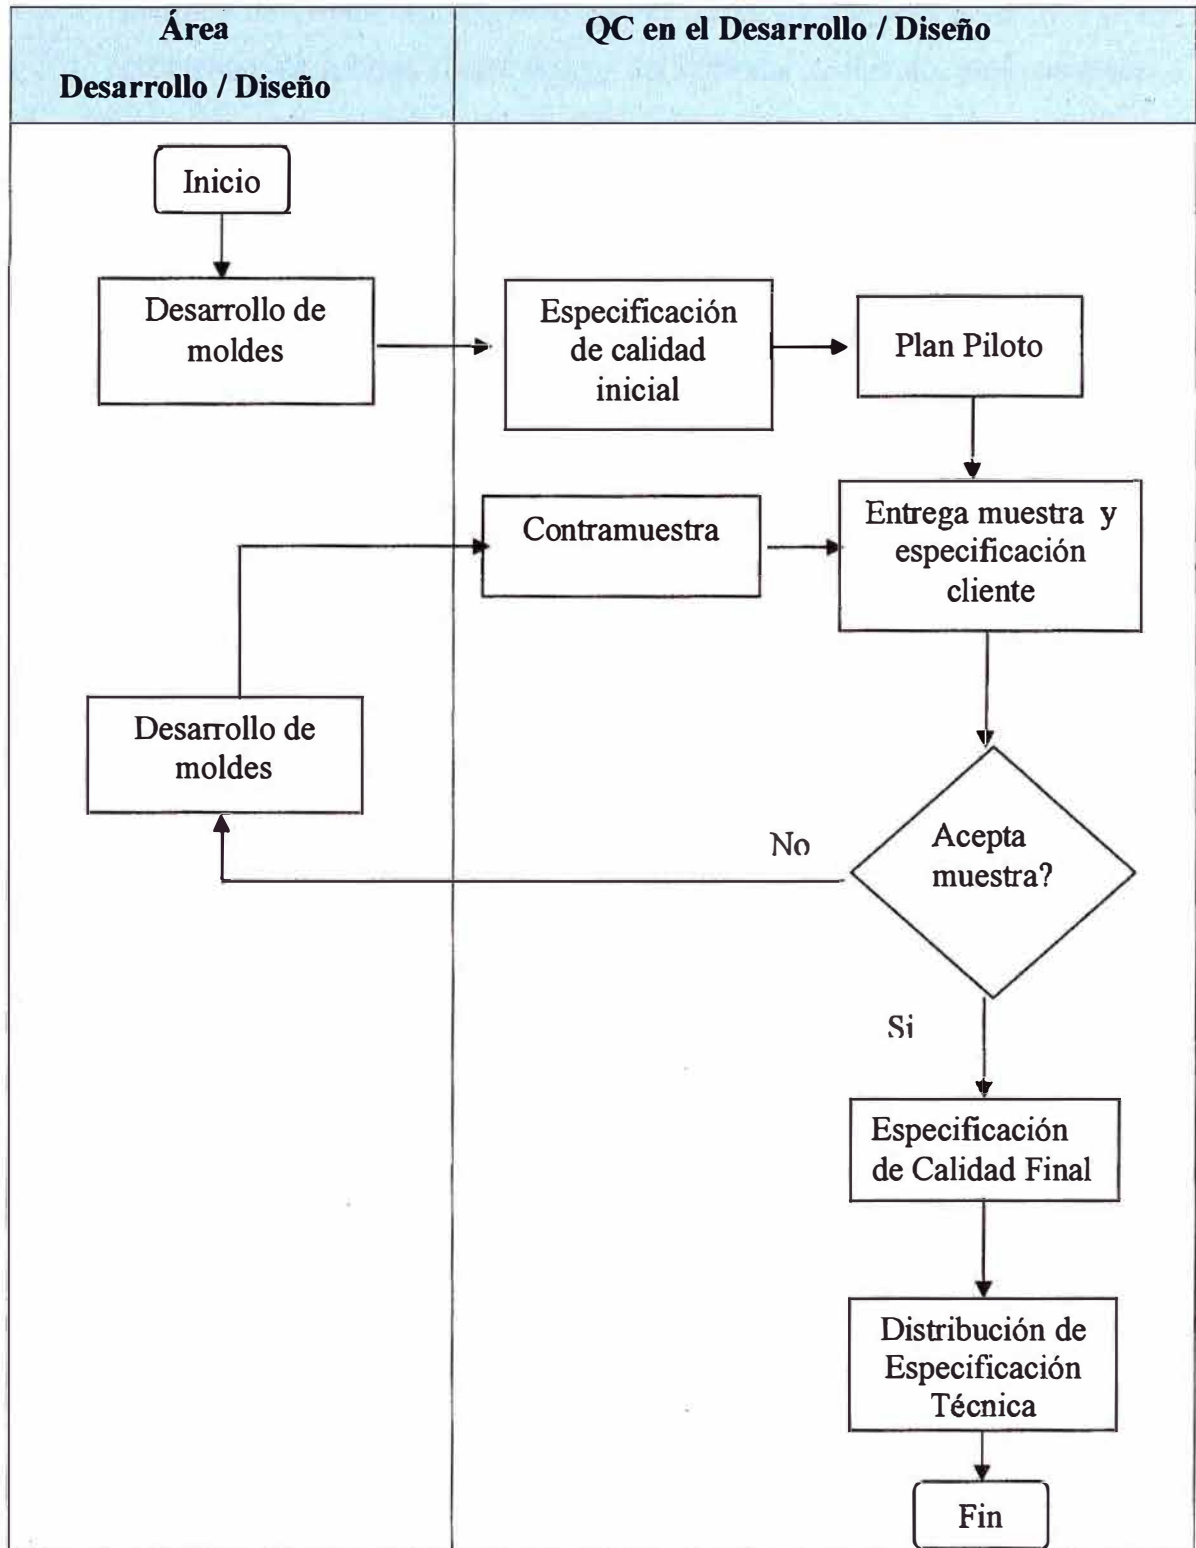 Área
Desarrollo / Diseño
QC en el Desarrollo / Diseño
Inicio
Desarrollo de
moldes
Especificación
de calidad
inicial
Plan Piloto
Contramuestra
Entrega muestra y
especificación
cliente
Desarrollo de
moldes
No
Acepta
muestra?
Si
Especificación
de Calidad Final
Distribución de
Especificación
Técnica
Fin